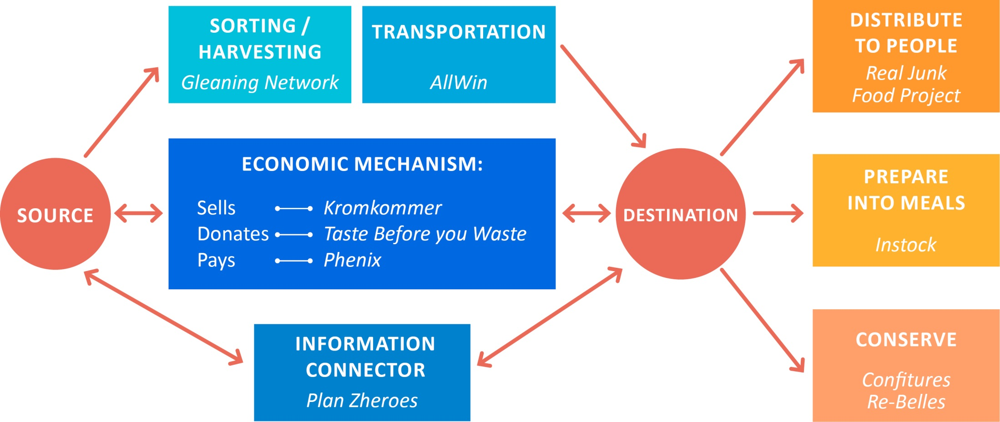 SORTING /
HARVESTING
Gleaning Network
TRANSPORTATION
AllWin
DISTRIBUTE
TO PEOPLE
Real Junk
Food Project
SOURCE
ECONOMIC MECHANISM:
Sells Kromkommer
Donates Taste Before you Waste
Pays Phenix
DESTINATION
PREPARE
INTO MEALS
Instock
INFORMATION
CONNECTOR
Plan Zheroes
CONSERVE
Confitures
Re-Belles